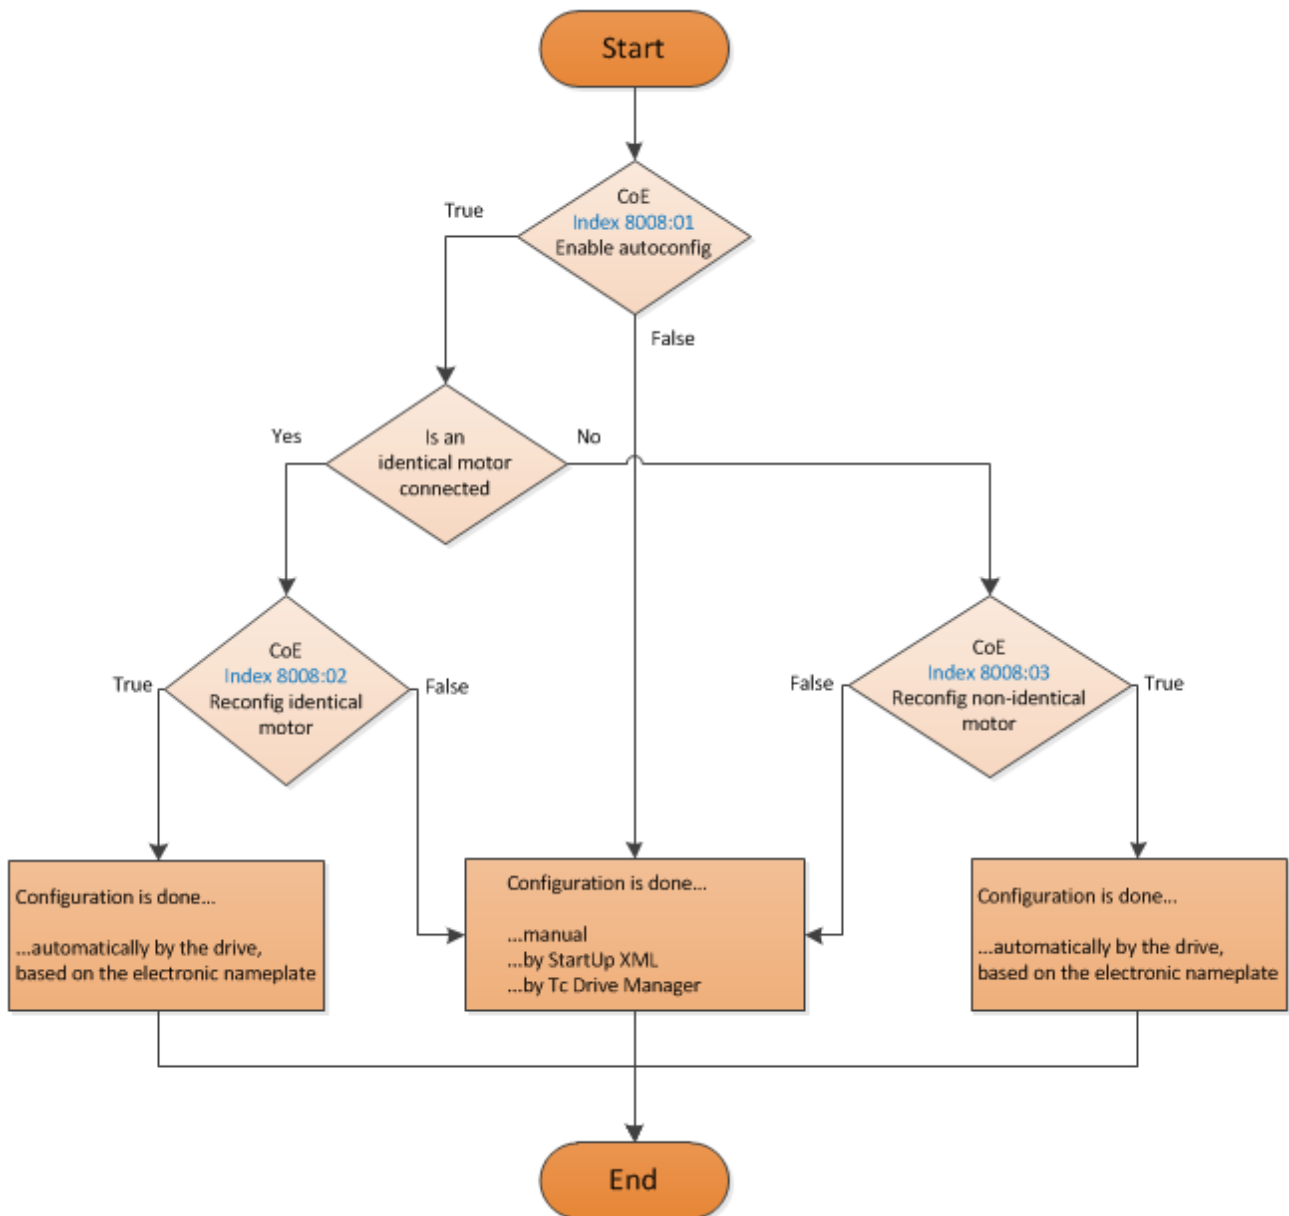 Start
CoE
Index 8008:01
Enable autoconfig
True
False
Is an
identical motor
connected
Yes
No
CoE
Index 8008:02
Reconfig identical
motor
True
False
CoE
Index 8008:03
Reconfig non-identical
motor
False
True
Configuration is done...
...automatically by the drive,
based on the electronic nameplate
Configuration is done...
...manual
...by StartUp XML
...by Tc Drive Manager
Configuration is done...
...automatically by the drive,
based on the electronic nameplate
End